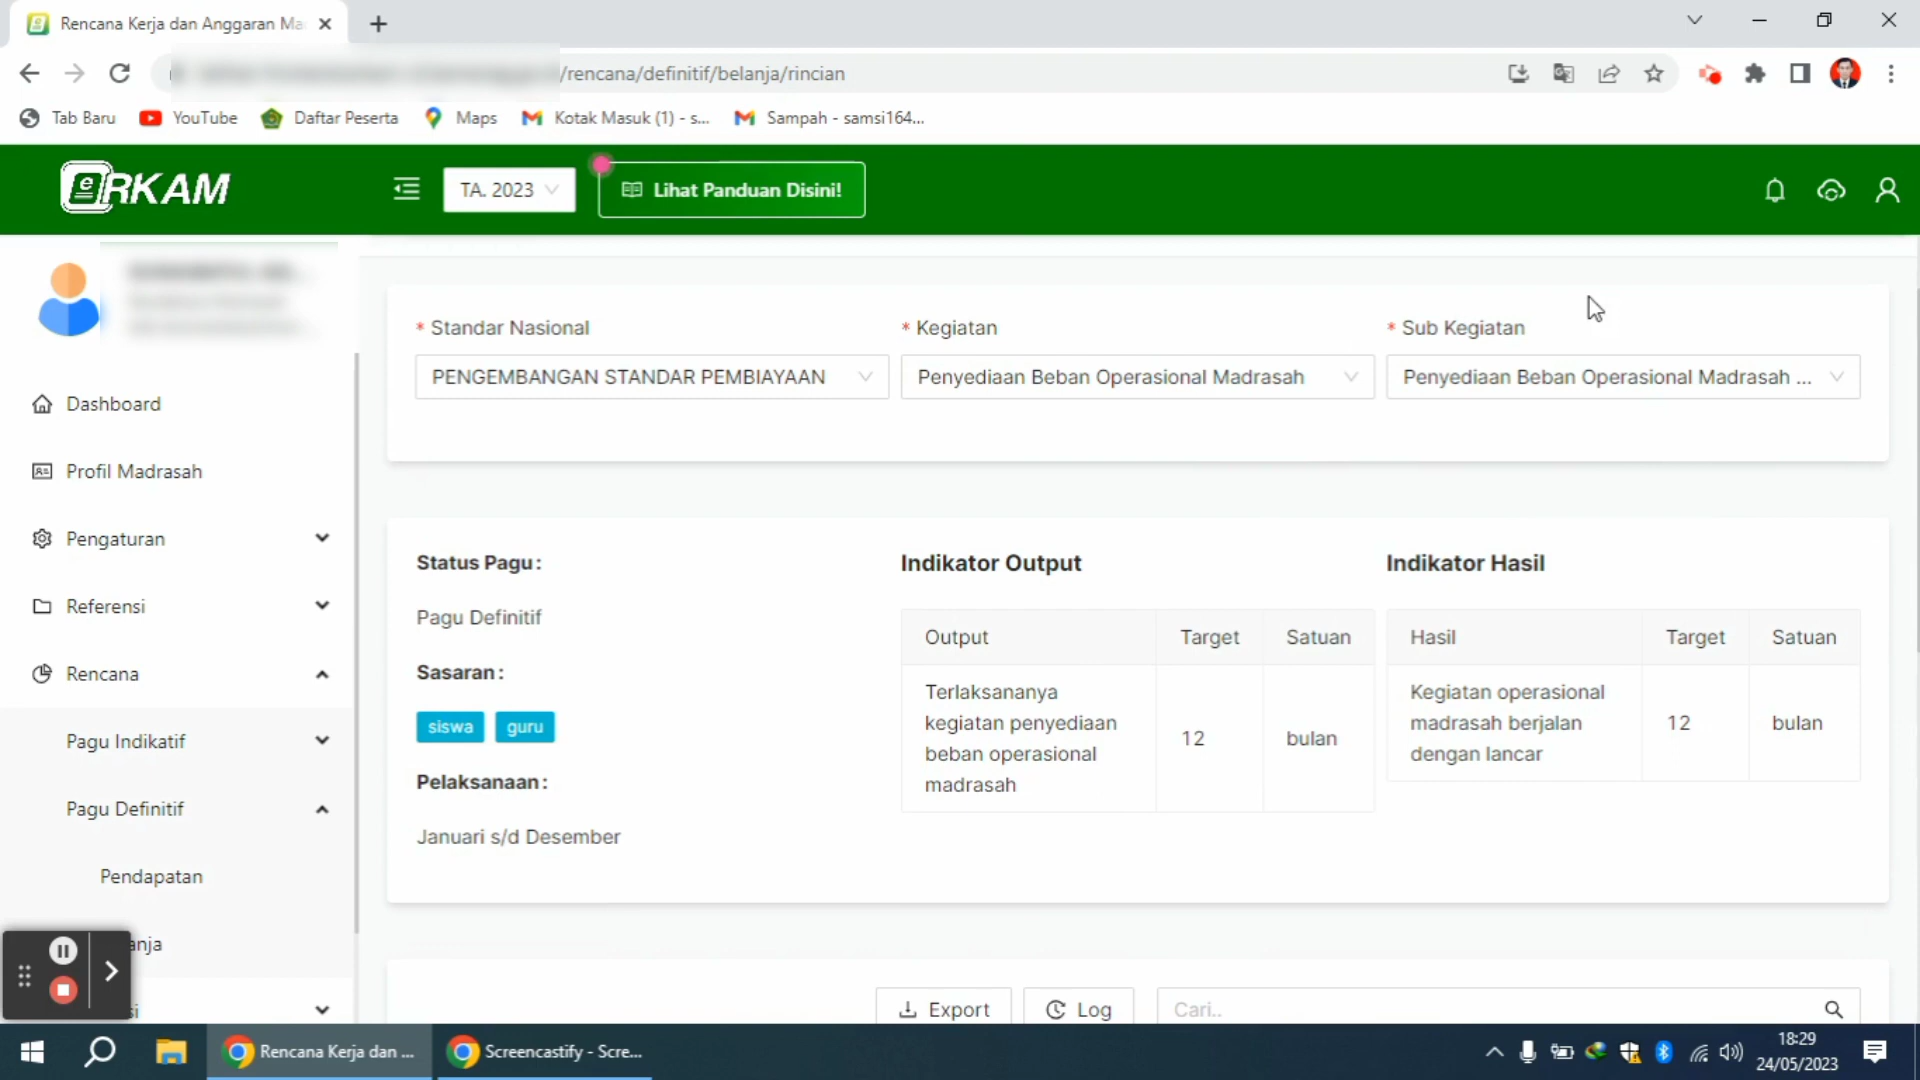 Rencana Kerja dan Anggaran Ma
/rencana/definitif/belanja/rincian
Tab Baru
YouTube
Daftar Peserta
Maps
Kotak Masuk (1) - s...
Sampah - samsi164...
eRKAM
TA. 2023
Lihat Panduan Disini!
Dashboard
Profil Madrasah
Pengaturan
Referensi
Rencana
Pagu Indikatif
Pagu Definitif
Pendapatan
anja
si
* Standar Nasional
PENGEMBANGAN STANDAR PEMBIAYAAN
* Kegiatan
Penyediaan Beban Operasional Madrasah
* Sub Kegiatan
Penyediaan Beban Operasional Madrasah ...
Status Pagu :
Pagu Definitif
Sasaran :
siswa guru
Pelaksanaan :
Januari s/d Desember
Indikator Output
Output Target Satuan
Terlaksananya
kegiatan penyediaan
beban operasional
madrasah
12 bulan
Indikator Hasil
Hasil Target Satuan
Kegiatan operasional
madrasah berjalan
dengan lancar
12 bulan
Export
Log
Cari..
Rencana Kerja dan ...
Screencastify - Scre...
18:29
24/05/2023